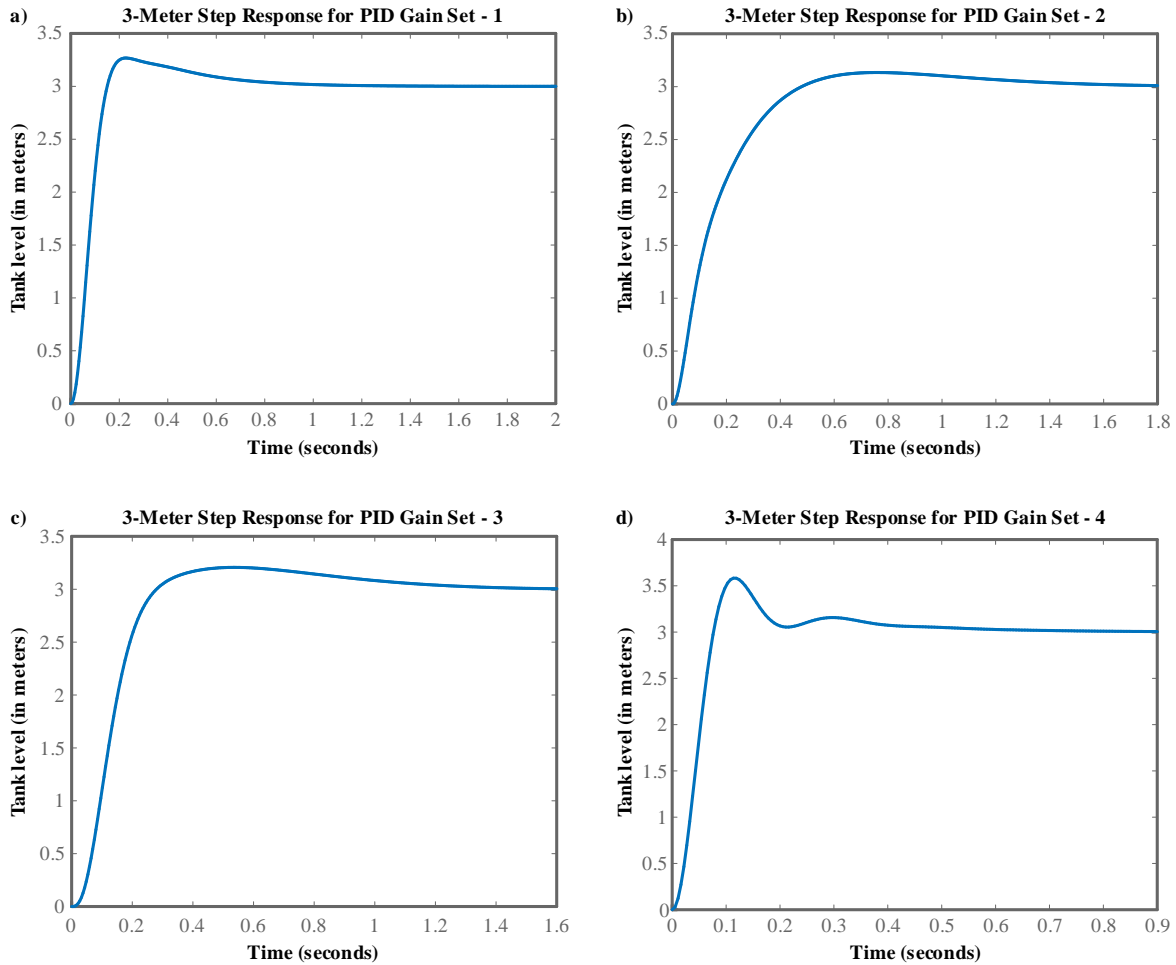 a) 3-Meter Step Response for PID Gain Set - 1
3.5
3
2.5
2
1.5
1
0.5
0
Tank level (in meters)
0 0.2 0.4 0.6 0.8 1 1.2 1.4 1.6 1.8 2
Time (seconds)
b) 3-Meter Step Response for PID Gain Set - 2
3.5
3
2.5
2
1.5
1
0.5
0
Tank level (in meters)
0 0.2 0.4 0.6 0.8 1 1.2 1.4 1.6 1.8
Time (seconds)
c) 3-Meter Step Response for PID Gain Set - 3
3.5
3
2.5
2
1.5
1
0.5
0
Tank level (in meters)
0 0.2 0.4 0.6 0.8 1 1.2 1.4 1.6
Time (seconds)
d) 3-Meter Step Response for PID Gain Set - 4
4
3.5
3
2.5
2
1.5
1
0.5
0
Tank level (in meters)
0 0.1 0.2 0.3 0.4 0.5 0.6 0.7 0.8 0.9
Time (seconds)